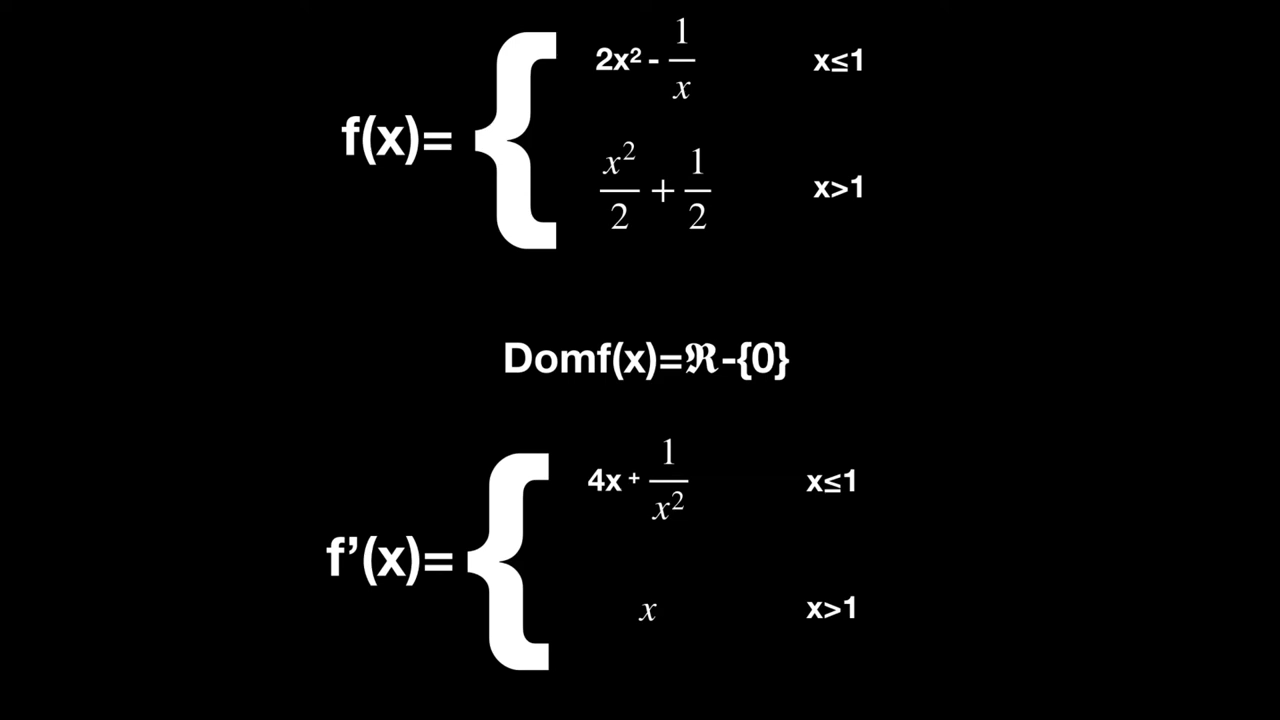 f(x)= { 2x² - 1/x x≤1
x²/2 + 1/2 x>1
Domf(x)=ℜ-{0}
f’(x)= { 4x + 1/x² x≤1
x x>1